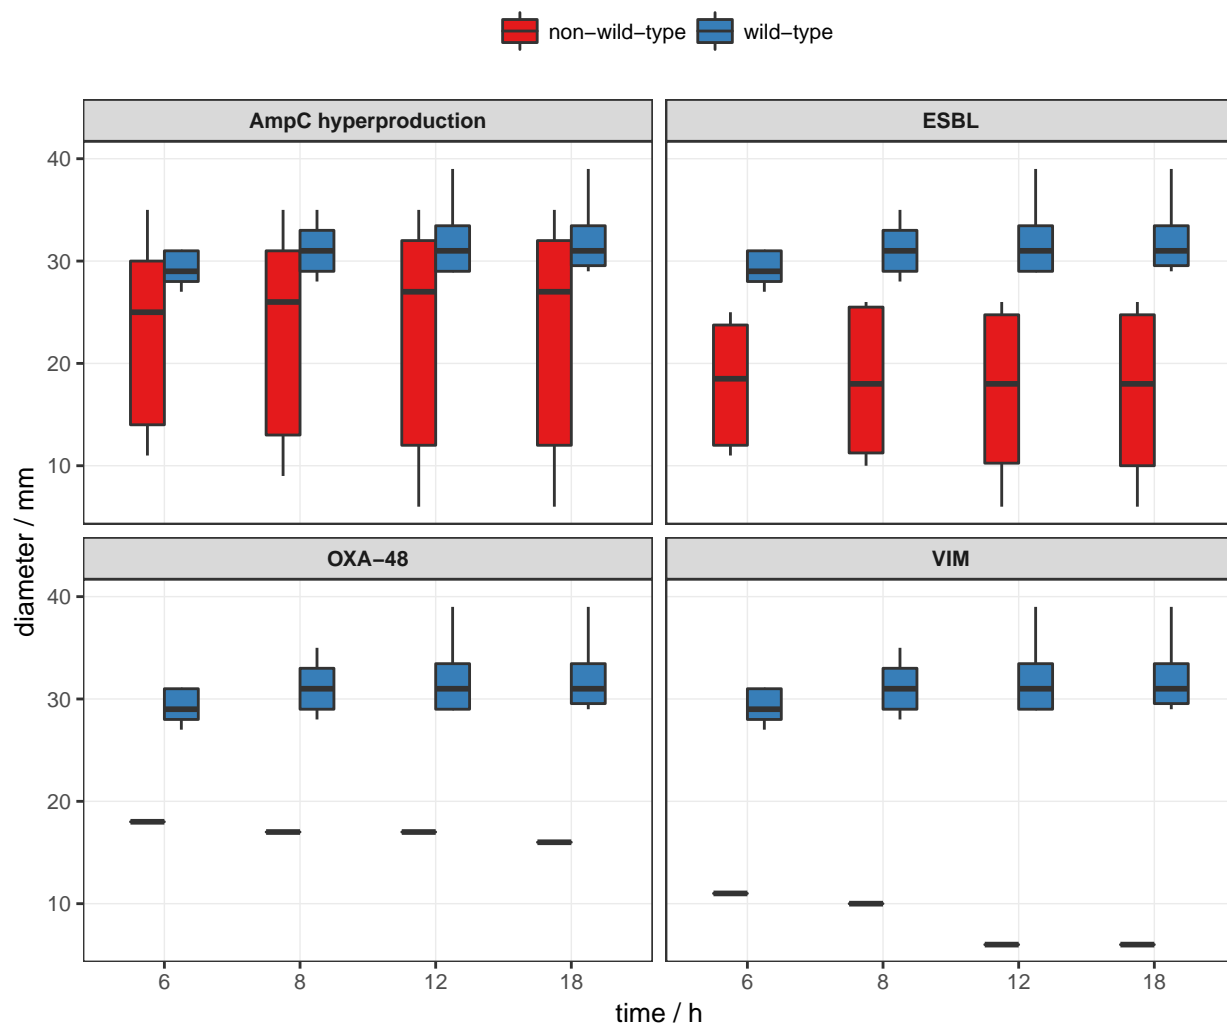 non−wild−type wild−type
AmpC hyperproduction ESBL
40
30
20
10
diameter / mm
OXA−48 VIM
40
30
20
10
6 8 12 18 6 8 12 18
time / h